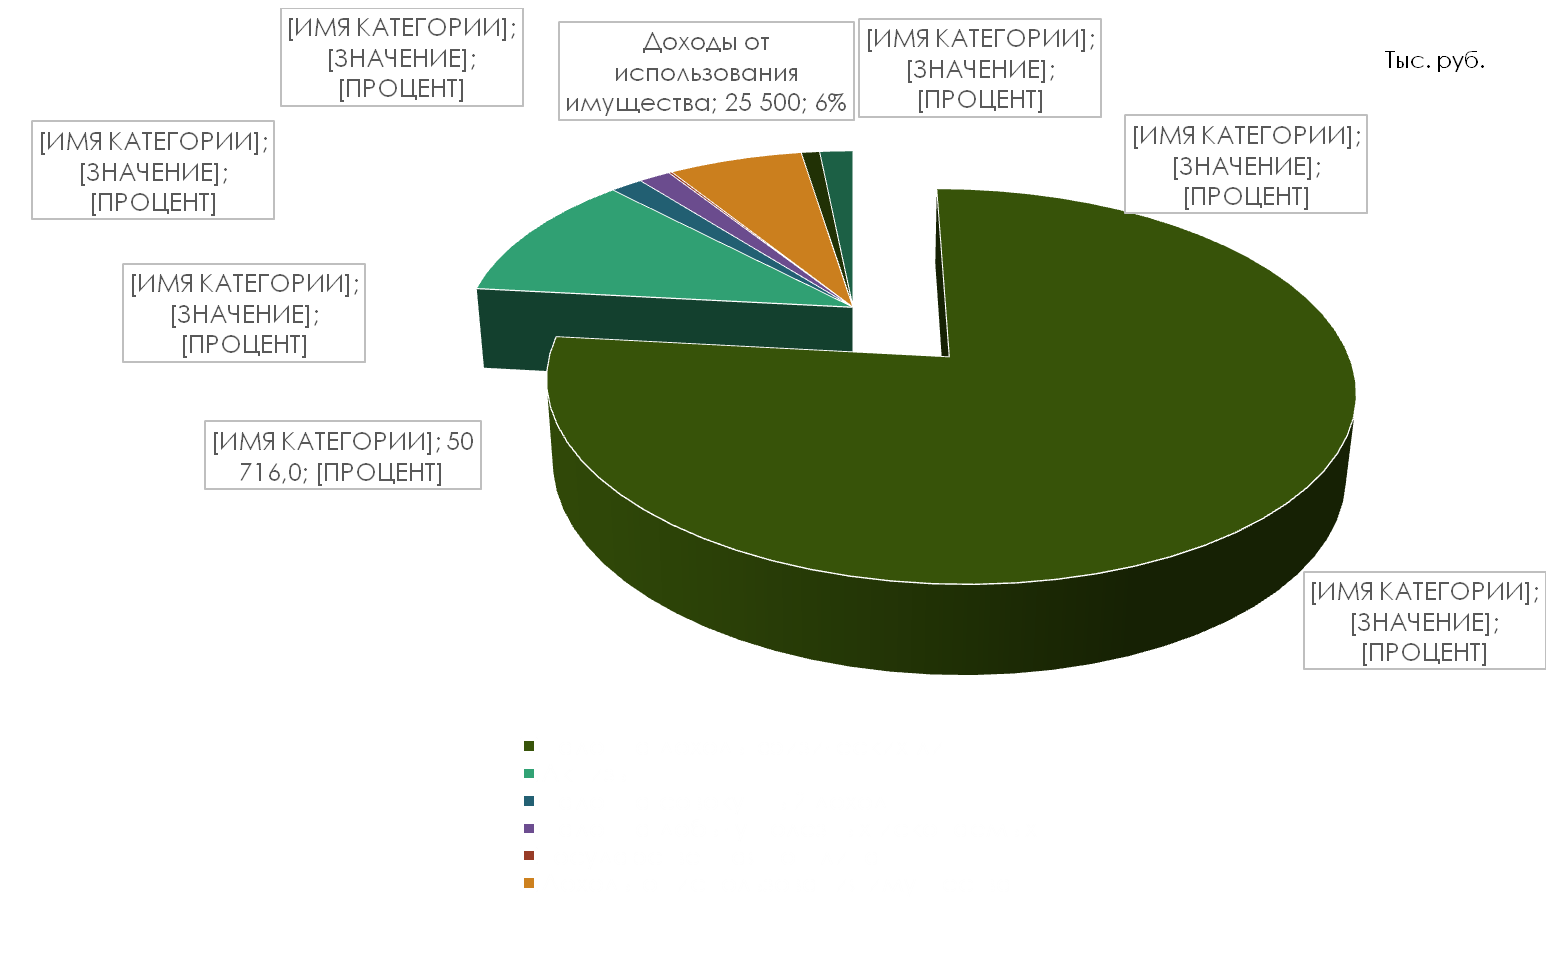 [ИМЯ КАТЕГОРИИ];
[ЗНАЧЕНИЕ];
[ПРОЦЕНТ]
Доходы от
использования
имущества; 25 500; 6%
[ИМЯ КАТЕГОРИИ];
[ЗНАЧЕНИЕ];
[ПРОЦЕНТ]
Тыс. руб.
[ИМЯ КАТЕГОРИИ];
[ЗНАЧЕНИЕ];
[ПРОЦЕНТ]
[ИМЯ КАТЕГОРИИ];
[ЗНАЧЕНИЕ];
[ПРОЦЕНТ]
[ИМЯ КАТЕГОРИИ];
[ЗНАЧЕНИЕ];
[ПРОЦЕНТ]
[ИМЯ КАТЕГОРИИ]; 50
716,0; [ПРОЦЕНТ]
[ИМЯ КАТЕГОРИИ];
[ЗНАЧЕНИЕ];
[ПРОЦЕНТ]